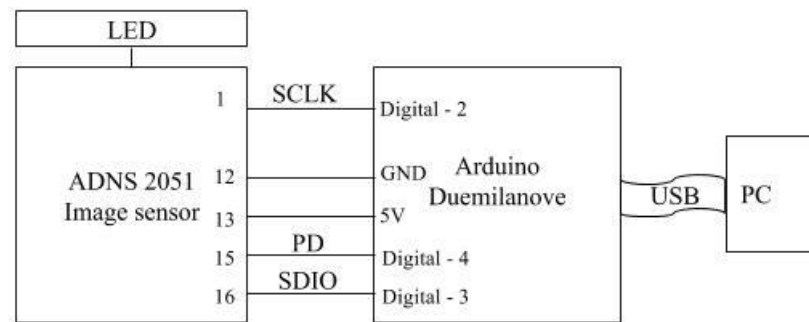 LED
1
SCLK
Digital - 2
12
GND
ADNS 2051
Image sensor
Arduino
Duemilanove
USB
PC
13
5V
15
PD
Digital - 4
16
SDIO
Digital - 3